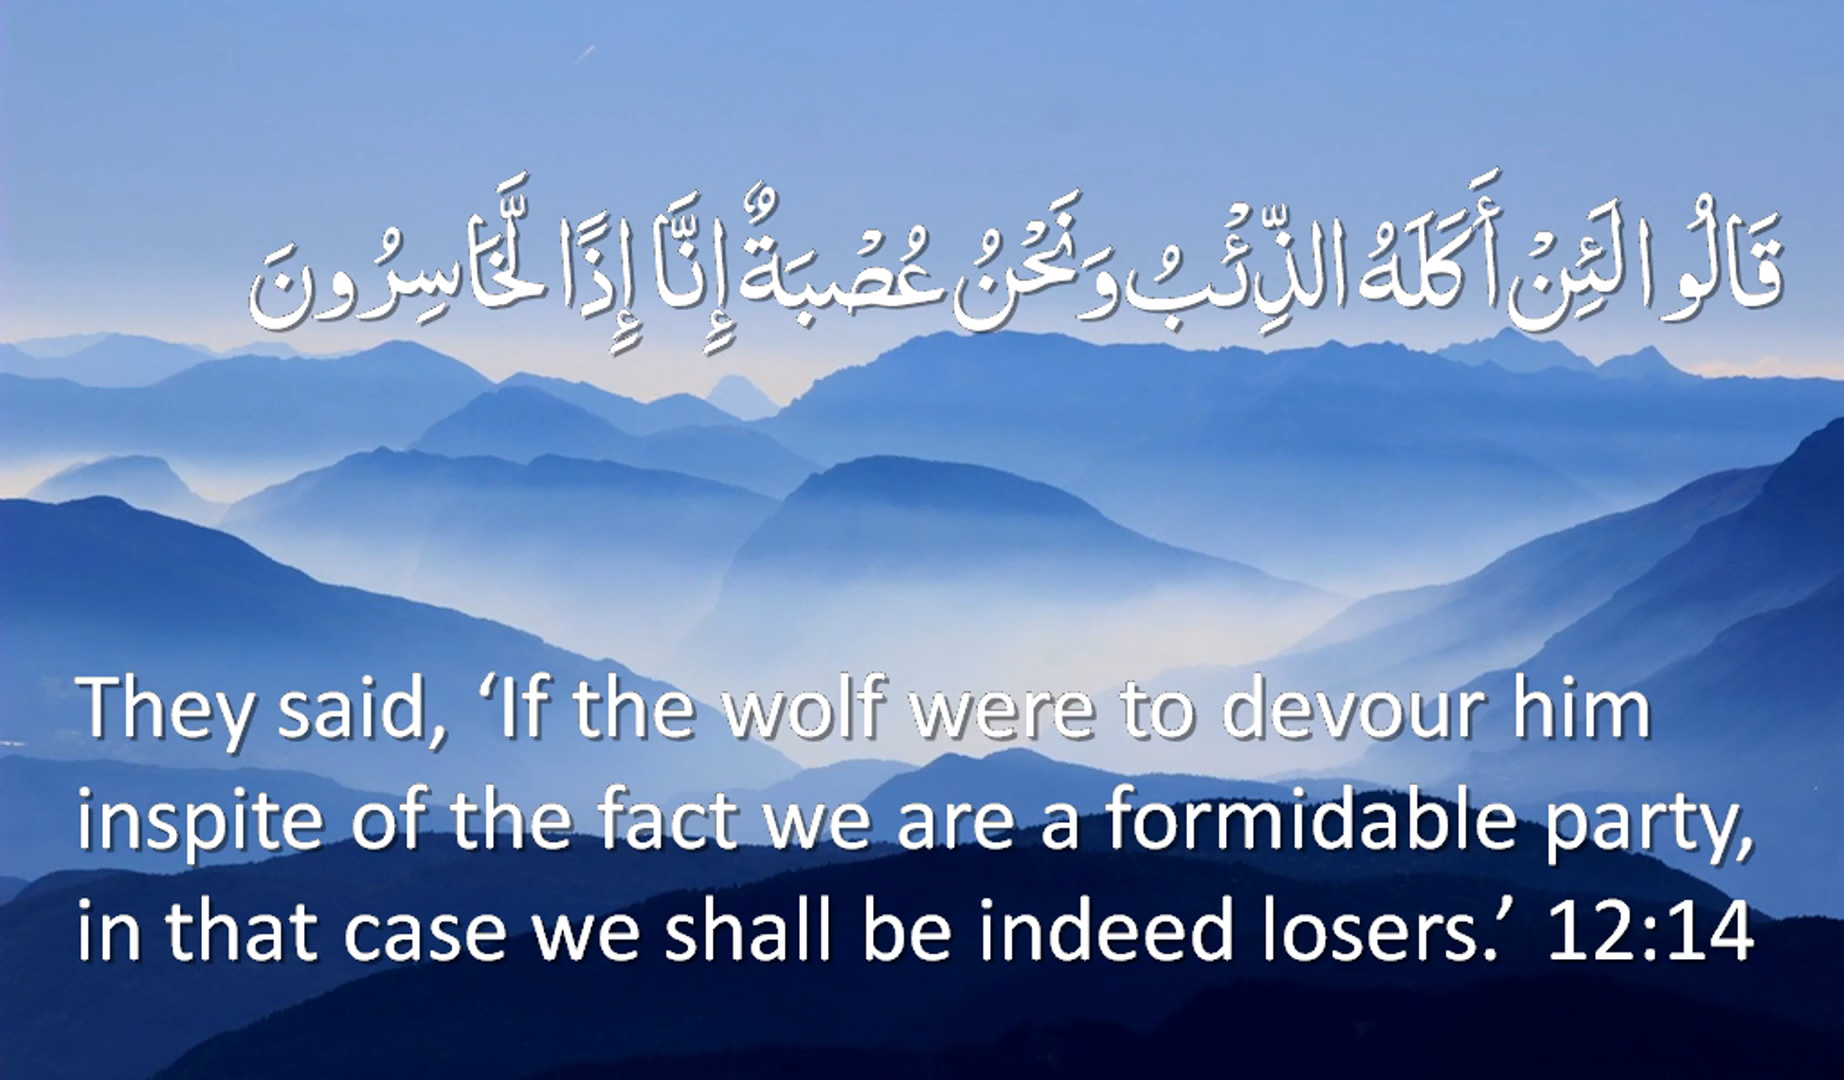 قَالُوا لَئِنْ أَكَلَهُ الذِّئْبُ وَنَحْنُ عُصْبَةٌ إِنَّا إِذًا لَّخَاسِرُونَ
They said, ‘If the wolf were to devour him
inspite of the fact we are a formidable party,
in that case we shall be indeed losers.’ 12:14